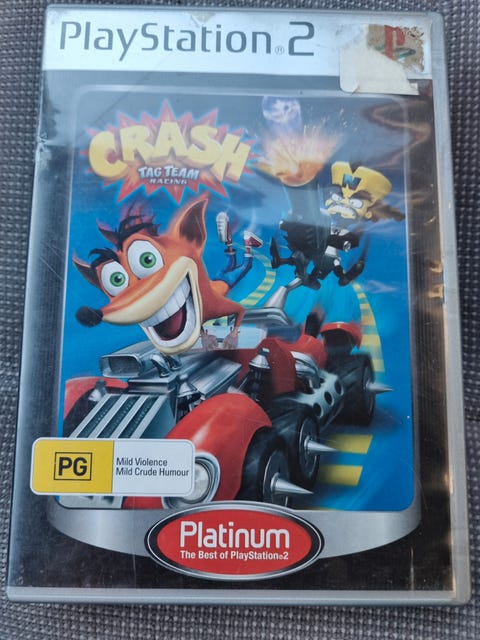 PlayStation®2
CRASH
TAG TEAM
RACING
N
PG
Mild Violence
Mild Crude Humour
Platinum
The Best of PlayStation®2